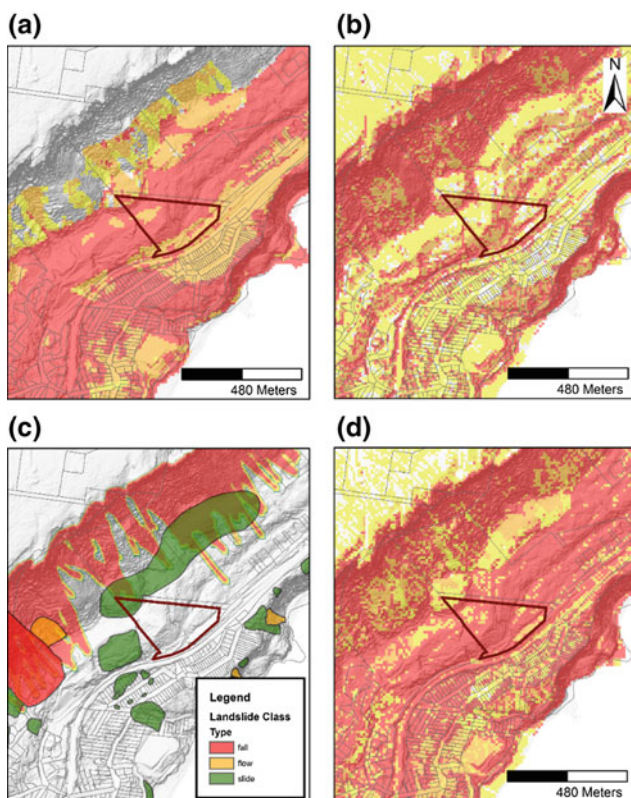 (a)
(b)
N
480 Meters
480 Meters
(c)
(d)
Legend
Landslide Class
Type
fall
flow
slide
480 Meters